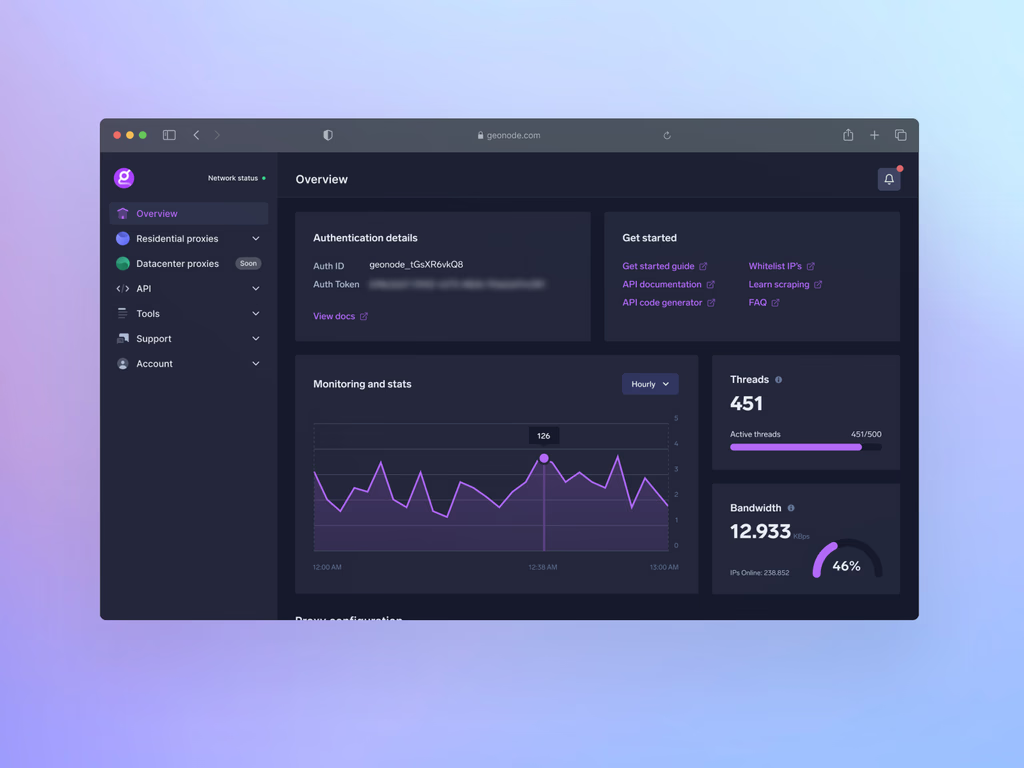 geonode.com
Network status
Overview
Overview
Residential proxies
Datacenter proxies Soon
API
Tools
Support
Account
Authentication details
Auth ID geonode_tGsXR6vkQ8
Auth Token
View docs
Get started
Get started guide
API documentation
API code generator
Whitelist IP's
Learn scraping
FAQ
Monitoring and stats
Hourly
126
5
4
3
2
1
0
12:00 AM 12:38 AM 13:00 AM
Threads
451
Active threads 451/500
Bandwidth
12.933 KBps
IPs Online: 238.852
46%
Proxy configuration